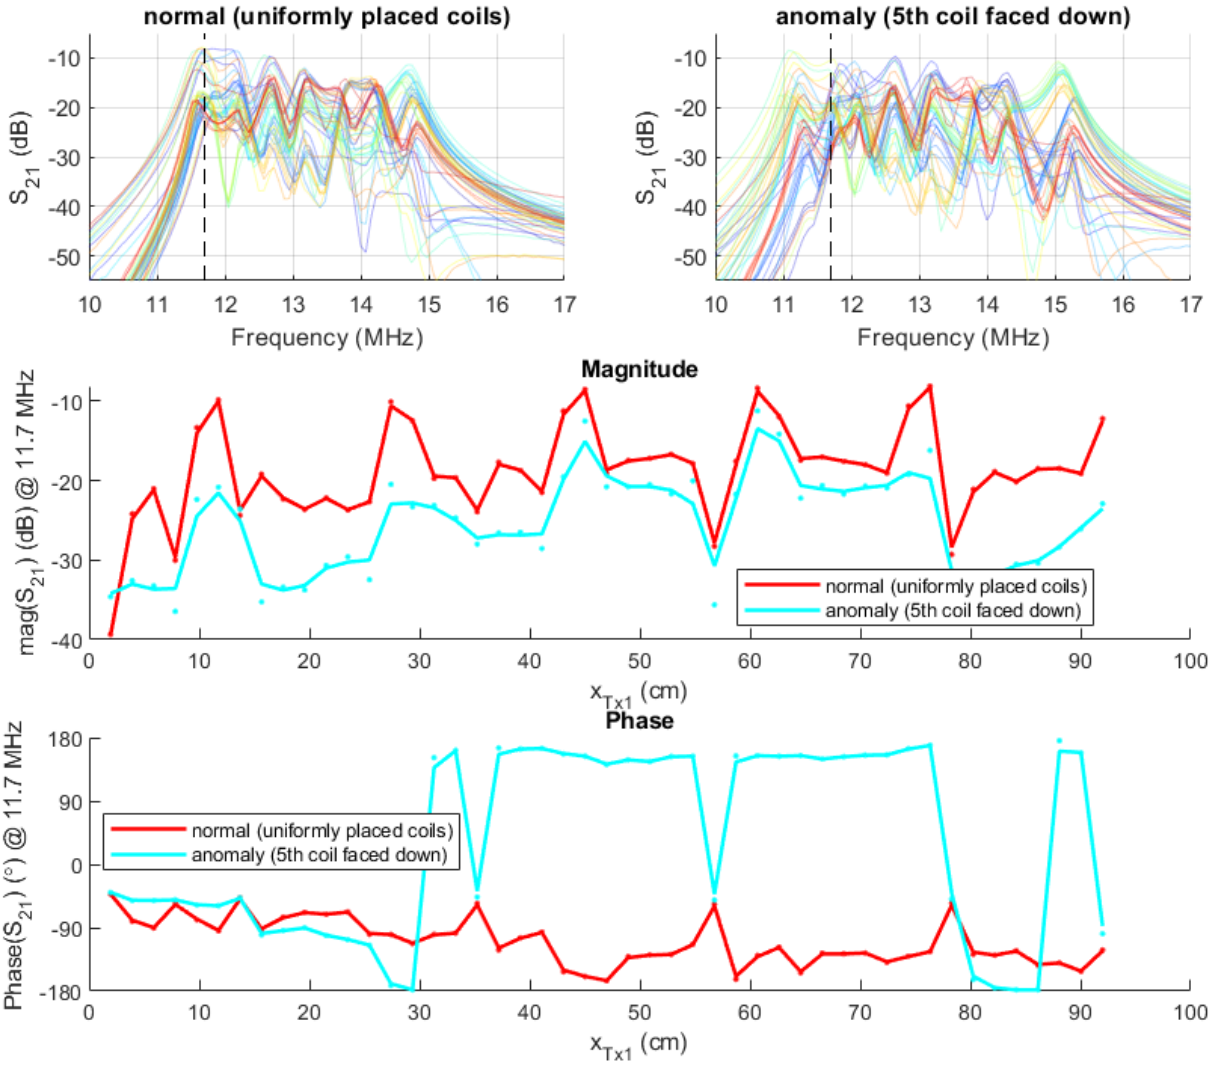 normal (uniformly placed coils)
anomaly (5th coil faced down)
S21 (dB)
-10
-20
-30
-40
-50
10 11 12 13 14 15 16 17
Frequency (MHz)
S21 (dB)
-10
-20
-30
-40
-50
10 11 12 13 14 15 16 17
Frequency (MHz)
Magnitude
mag(S21) (dB) @ 11.7 MHz
-10
-20
-30
-40
normal (uniformly placed coils)
anomaly (5th coil faced down)
0 10 20 30 40 50 60 70 80 90 100
xTx1 (cm)
Phase
Phase(S21) (°) @ 11.7 MHz
180
90
0
-90
-180
normal (uniformly placed coils)
anomaly (5th coil faced down)
0 10 20 30 40 50 60 70 80 90 100
xTx1 (cm)